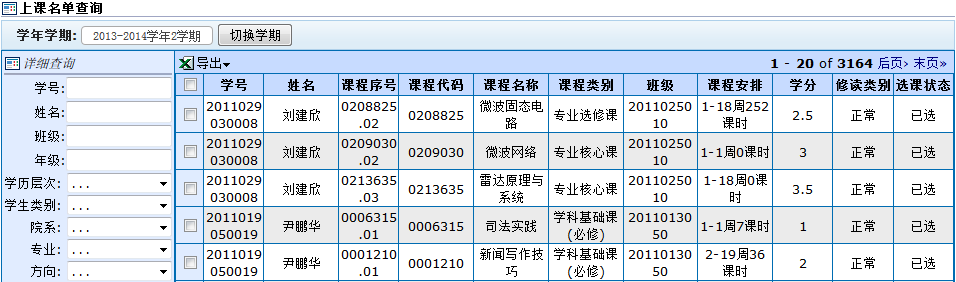 上课名单查询
学年学期: 2013-2014学年2学期 切换学期
详细查询
学号:
姓名:
班级:
年级:
学历层次: ...
学生类别: ...
院系: ...
专业: ...
方向: ...
导出 1 - 20 of 3164 后页› 末页»
学号 姓名 课程序号 课程代码 课程名称 课程类别 班级 课程安排 学分 修读类别 选课状态
2011029030008 刘建欣 0208825.02 0208825 微波固态电路 专业选修课 2011025010 1-18周252课时 2.5 正常 已选
2011029030008 刘建欣 0209030.02 0209030 微波网络 专业核心课 2011025010 1-1周0课时 3 正常 已选
2011029030008 刘建欣 0213635.03 0213635 雷达原理与系统 专业核心课 2011025010 1-18周0课时 3.5 正常 已选
2011019050019 尹鹏华 0006315.01 0006315 司法实践 学科基础课(必修) 2011013050 1-1周7课时 1 正常 已选
2011019050019 尹鹏华 0001210.01 0001210 新闻写作技巧 学科基础课(必修) 2011013050 2-19周36课时 2 正常 已选